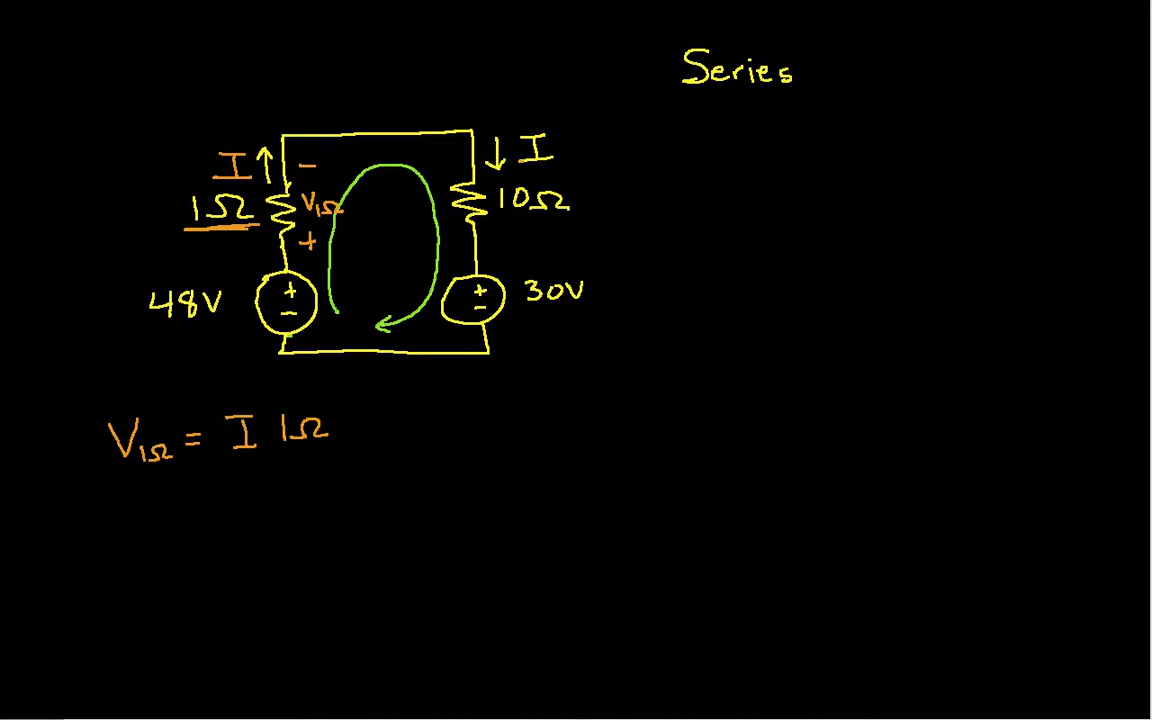 Series
I ↑ − ↓ I
1Ω V1Ω 10Ω
+
48V + − + − 30V
V1Ω = I 1Ω